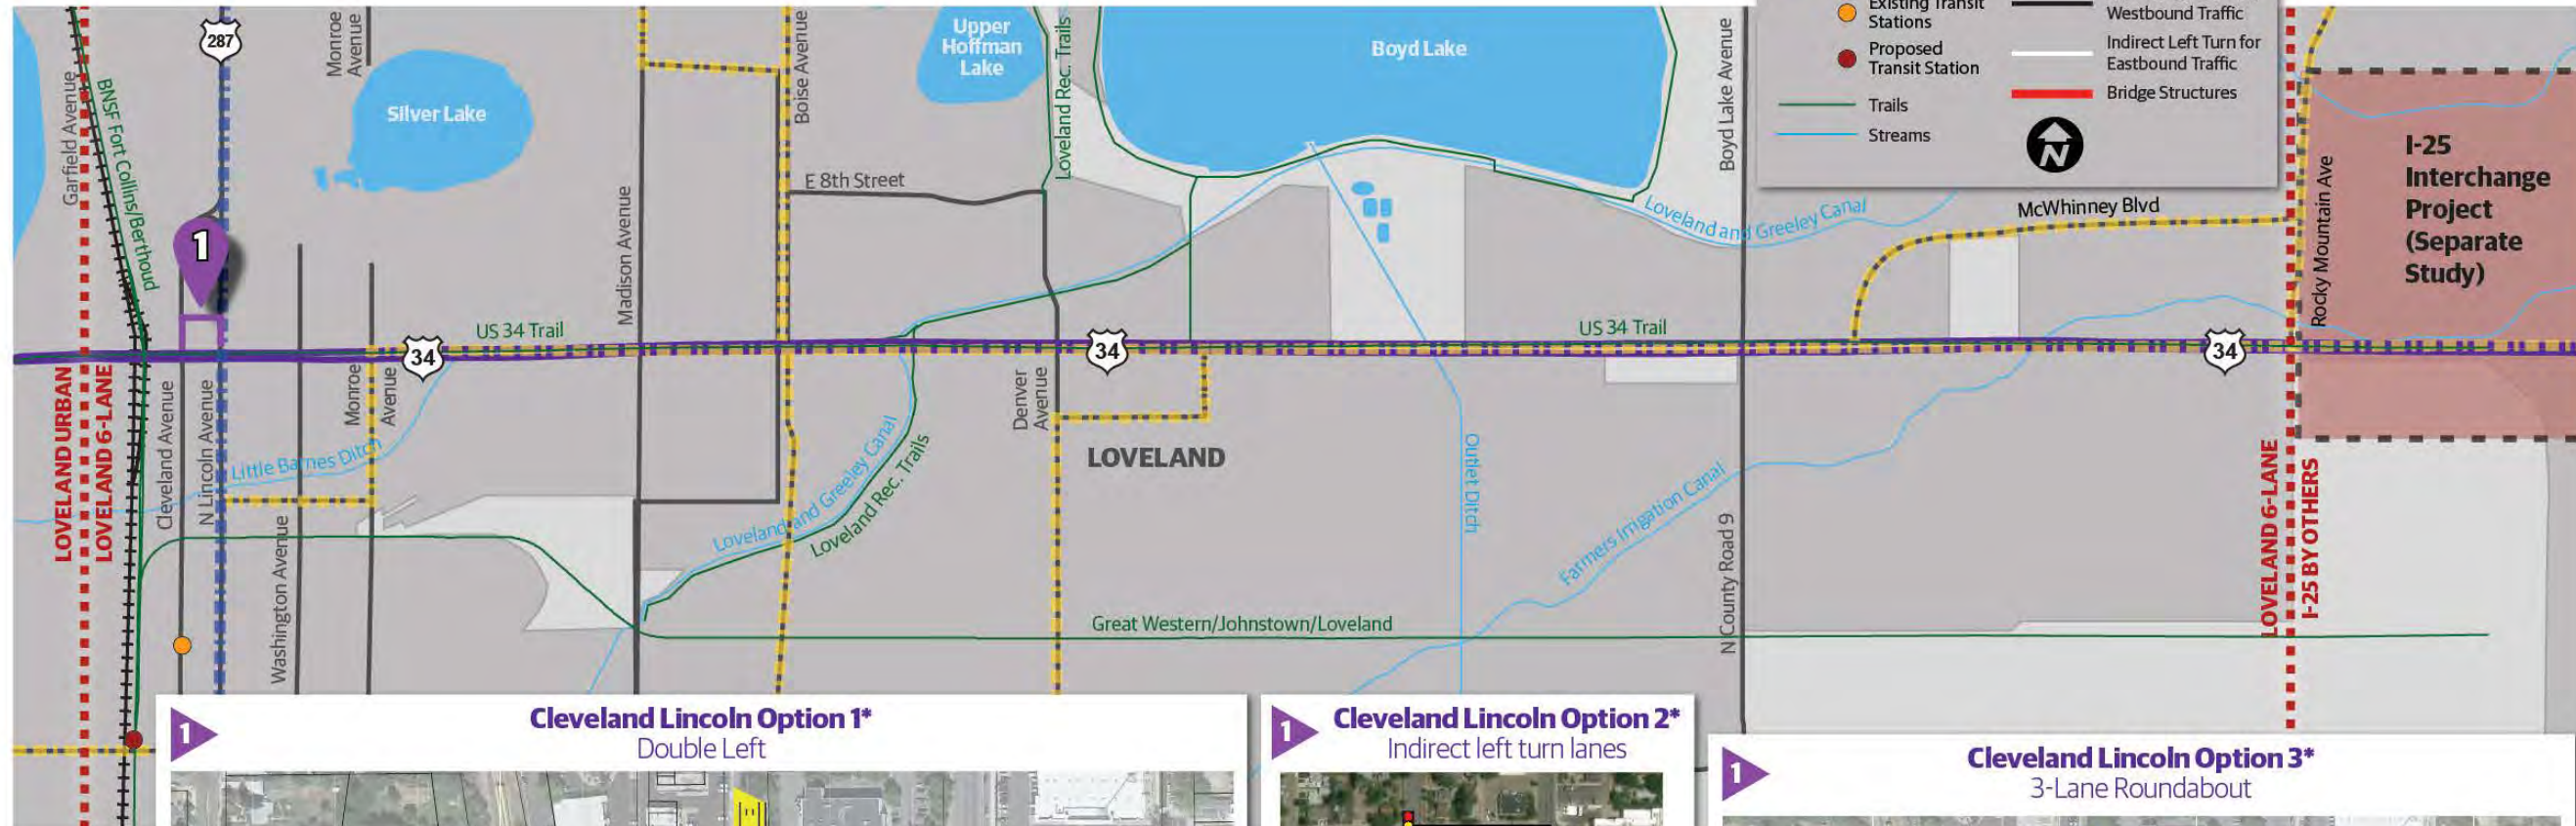 287
Monroe
Avenue
Garfield Avenue
BNSF Fort Collins/Berthoud
Silver Lake
Boise Avenue
Upper
Hoffman
Lake
Loveland Rec. Trails
Boyd Lake
Boyd Lake Avenue
Existing Transit
Stations
Proposed
Transit Station
Trails
Streams
Westbound Traffic
Indirect Left Turn for
Eastbound Traffic
Bridge Structures
N
I-25
Interchange
Project
(Separate
Study)
Rocky Mountain Ave
McWhinney Blvd
Loveland and Greeley Canal
E 8th Street
Madison Avenue
1
US 34 Trail
34
34
US 34 Trail
34
LOVELAND URBAN
LOVELAND 6-LANE
Cleveland Avenue
N Lincoln Avenue
Monroe
Avenue
Little Barnes Ditch
Washington Avenue
Loveland and Greeley Canal
Loveland Rec. Trails
Denver
Avenue
LOVELAND
Outlet Ditch
Farmers Irrigation Canal
N County Road 9
LOVELAND 6-LANE
I-25 BY OTHERS
Great Western/Johnstown/Loveland
1
Cleveland Lincoln Option 1*
Double Left
1
Cleveland Lincoln Option 2*
Indirect left turn lanes
1
Cleveland Lincoln Option 3*
3-Lane Roundabout